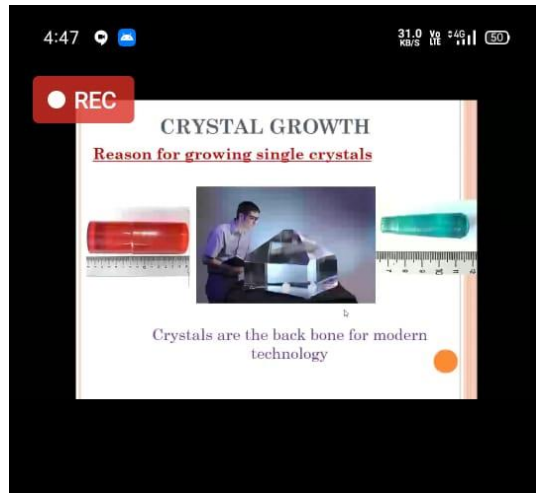 4:47
31.0 KB/S Vo LTE 4G 50
REC
CRYSTAL GROWTH
Reason for growing single crystals
Crystals are the back bone for modern
technology